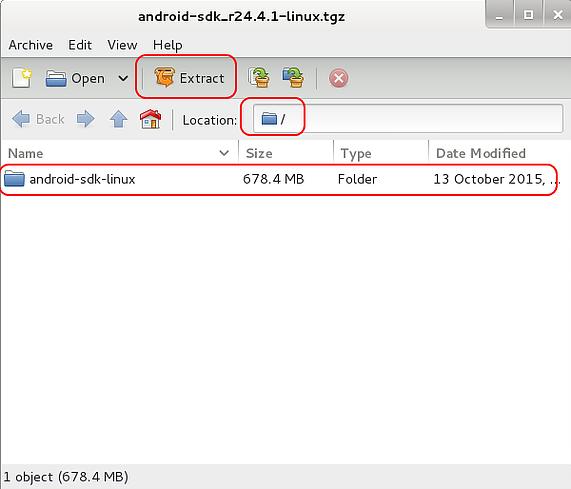 android-sdk_r24.4.1-linux.tgz
Archive Edit View Help
Open Extract
Back Location: /
Name Size Type Date Modified
android-sdk-linux 678.4 MB Folder 13 October 2015, ...
1 object (678.4 MB)